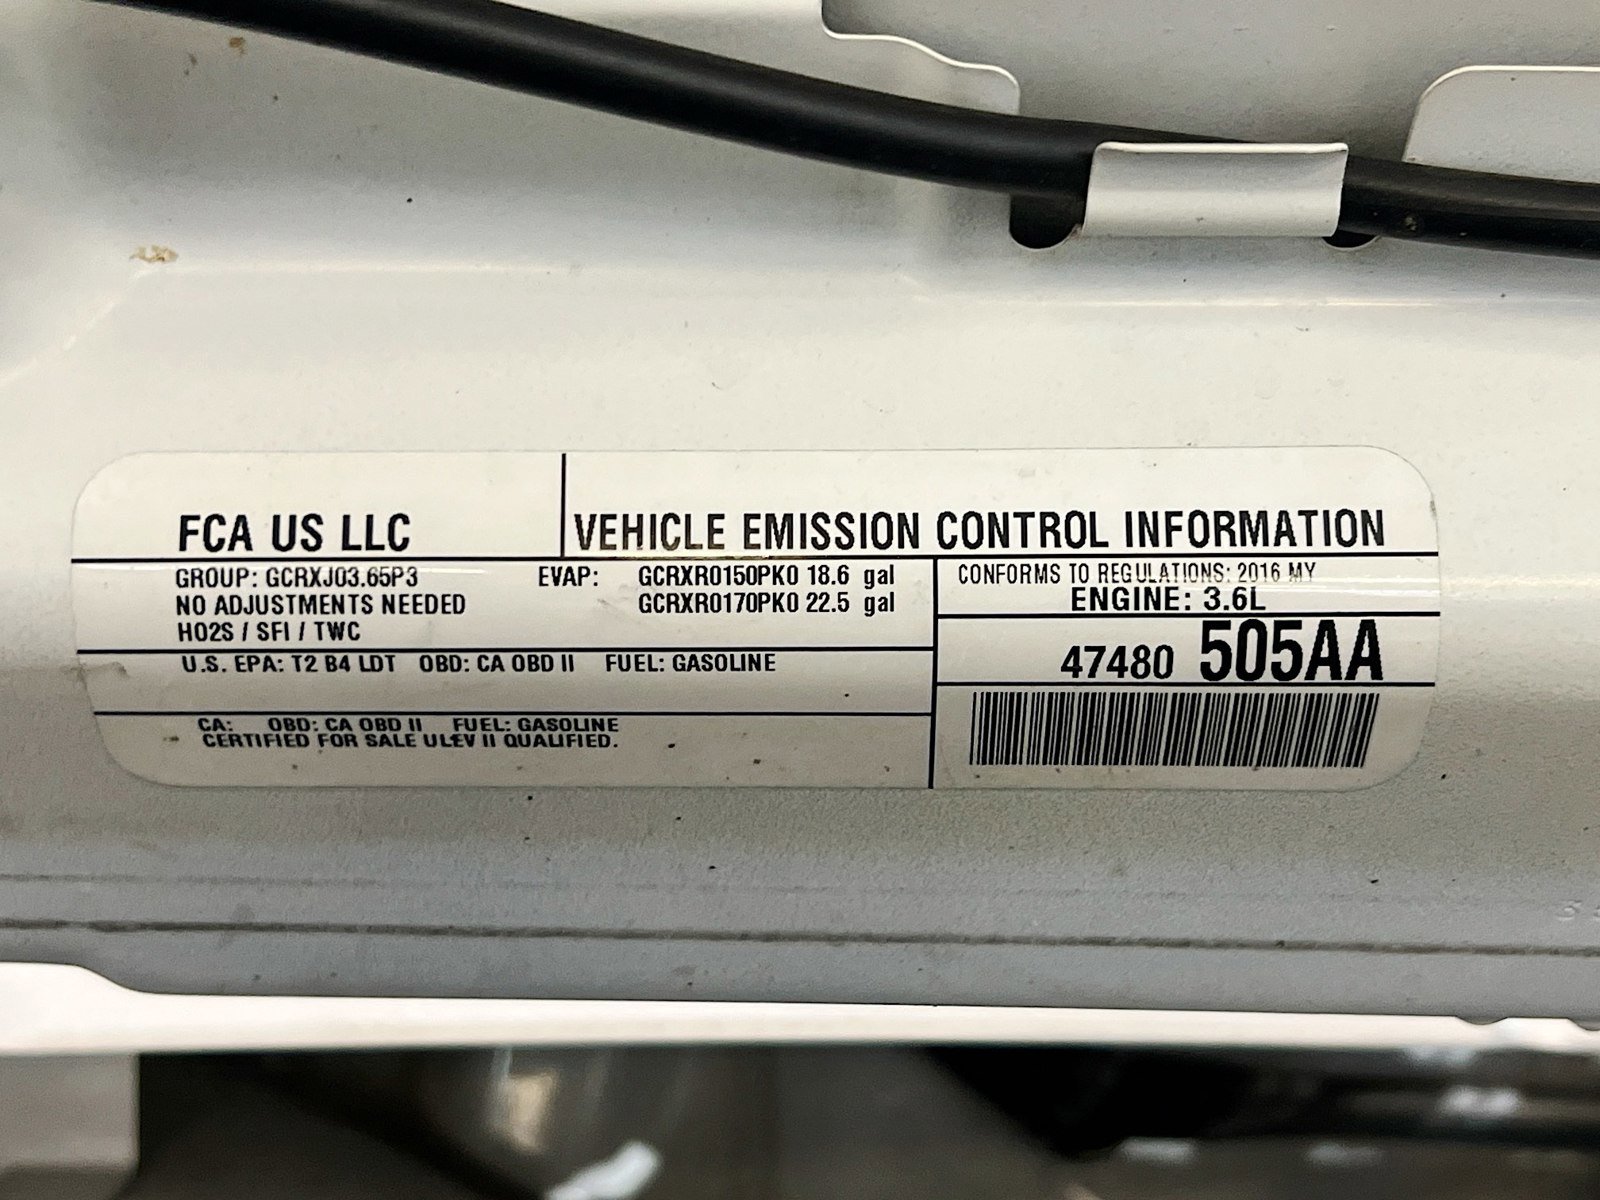 FCA US LLC
VEHICLE EMISSION CONTROL INFORMATION
GROUP: GCRXJ03.65P3
NO ADJUSTMENTS NEEDED
HO2S / SFI / TWC
EVAP: GCRXR0150PK0 18.6 gal
GCRXR0170PK0 22.5 gal
CONFORMS TO REGULATIONS: 2016 MY
ENGINE: 3.6L
U.S. EPA: T2 B4 LDT OBD: CA OBD II FUEL: GASOLINE
47480 505AA
CA: OBD: CA OBD II FUEL: GASOLINE
CERTIFIED FOR SALE ULEV II QUALIFIED.